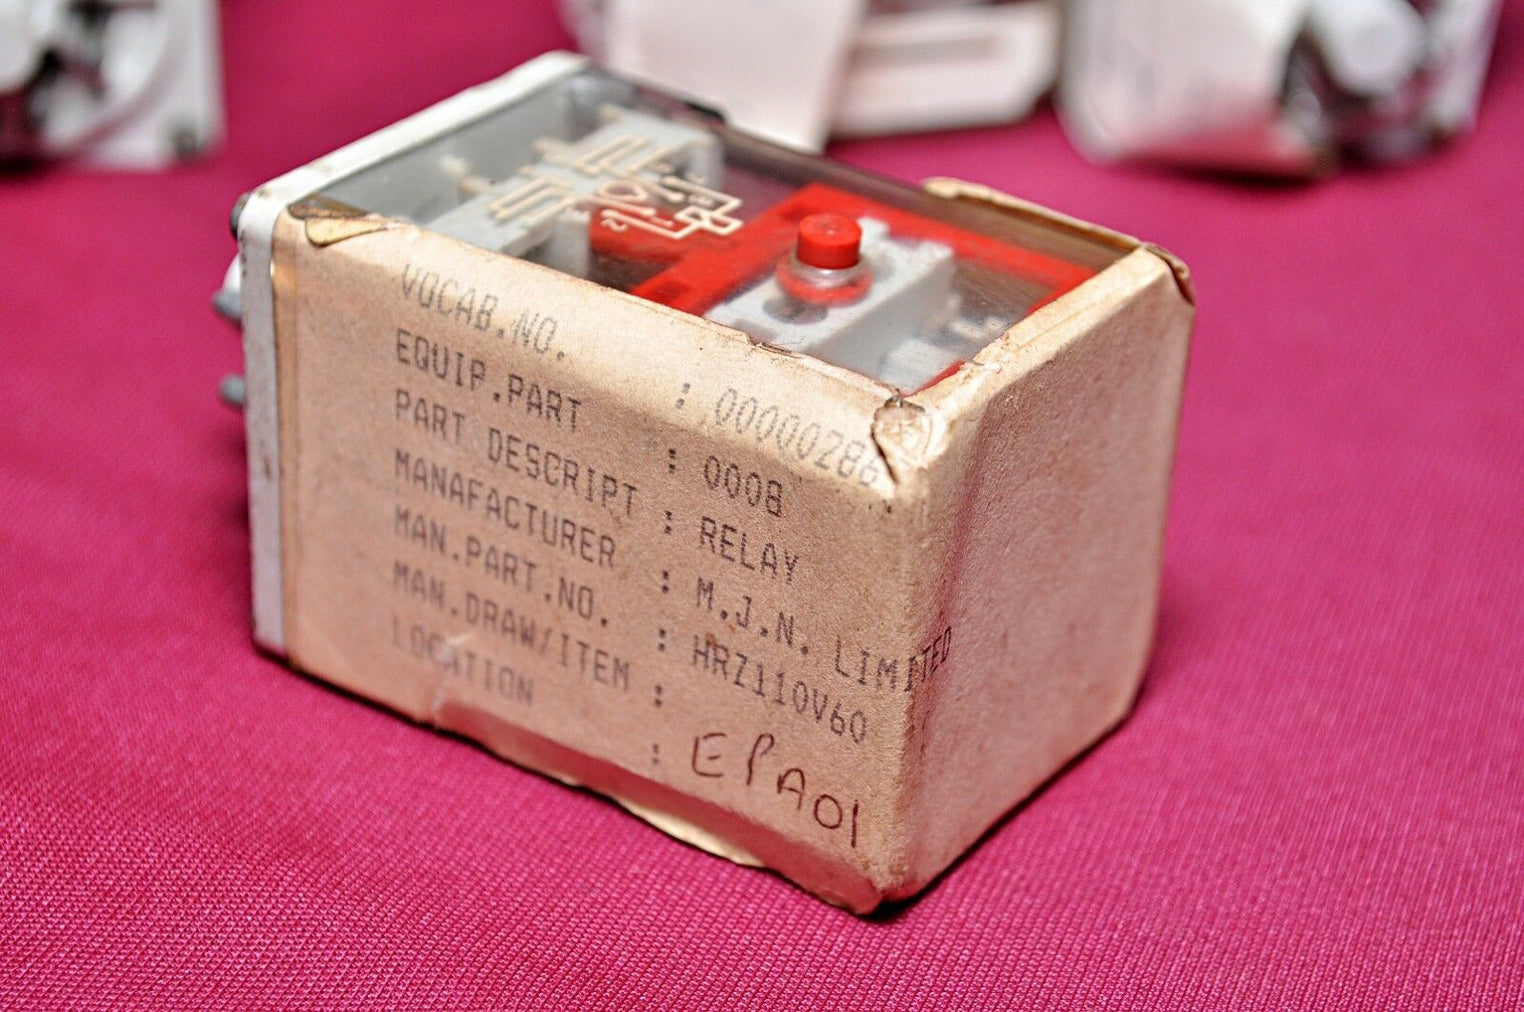 VOCAB.NO. : 0000028
EQUIP.PART : 0008
PART DESCRIPT : RELAY
MANAFACTURER : M.J.N. LIMITED
MAN.PART.NO. : HRZ110V60
MAN.DRAW/ITEM :
LOCATION : EPA01